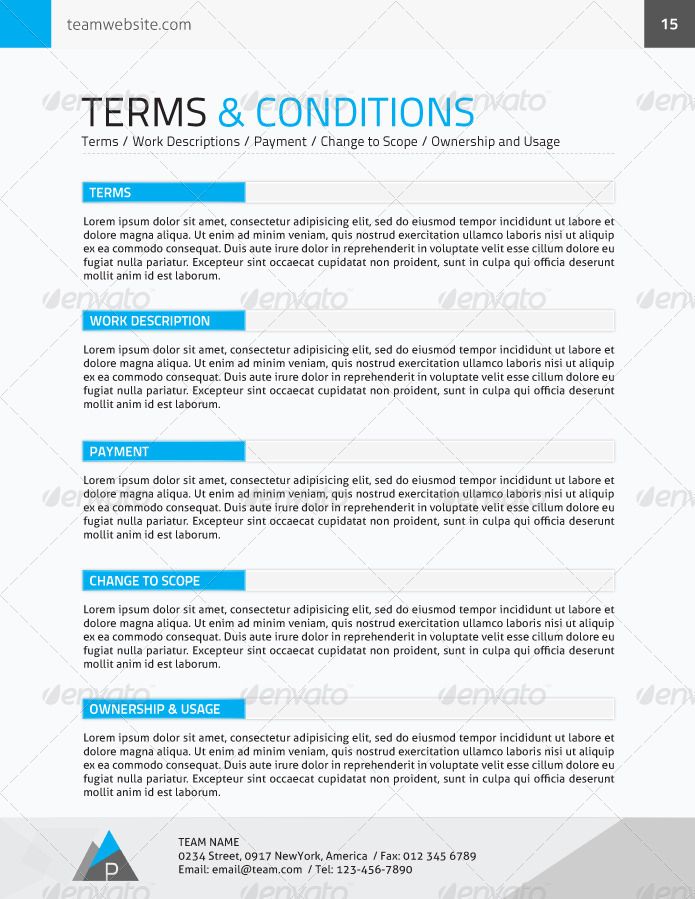 teamwebsite.com
15
TERMS & CONDITIONS
Terms / Work Descriptions / Payment / Change to Scope / Ownership and Usage
TERMS
Lorem ipsum dolor sit amet, consectetur adipisicing elit, sed do eiusmod tempor incididunt ut labore et
dolore magna aliqua. Ut enim ad minim veniam, quis nostrud exercitation ullamco laboris nisi ut aliquip
ex ea commodo consequat. Duis aute irure dolor in reprehenderit in voluptate velit esse cillum dolore eu
fugiat nulla pariatur. Excepteur sint occaecat cupidatat non proident, sunt in culpa qui officia deserunt
mollit anim id est laborum.
envato envato envato envato
WORK DESCRIPTION
Lorem ipsum dolor sit amet, consectetur adipisicing elit, sed do eiusmod tempor incididunt ut labore et
dolore magna aliqua. Ut enim ad minim veniam, quis nostrud exercitation ullamco laboris nisi ut aliquip
ex ea commodo consequat. Duis aute irure dolor in reprehenderit in voluptate velit esse cillum dolore eu
fugiat nulla pariatur. Excepteur sint occaecat cupidatat non proident, sunt in culpa qui officia deserunt
mollit anim id est laborum.
PAYMENT
Lorem ipsum dolor sit amet, consectetur adipisicing elit, sed do eiusmod tempor incididunt ut labore et
dolore magna aliqua. Ut enim ad minim veniam, quis nostrud exercitation ullamco laboris nisi ut aliquip
ex ea commodo consequat. Duis aute irure dolor in reprehenderit in voluptate velit esse cillum dolore eu
fugiat nulla pariatur. Excepteur sint occaecat cupidatat non proident, sunt in culpa qui officia deserunt
mollit anim id est laborum.
CHANGE TO SCOPE
Lorem ipsum dolor sit amet, consectetur adipisicing elit, sed do eiusmod tempor incididunt ut labore et
dolore magna aliqua. Ut enim ad minim veniam, quis nostrud exercitation ullamco laboris nisi ut aliquip
ex ea commodo consequat. Duis aute irure dolor in reprehenderit in voluptate velit esse cillum dolore eu
fugiat nulla pariatur. Excepteur sint occaecat cupidatat non proident, sunt in culpa qui officia deserunt
mollit anim id est laborum.
envato envato envato envato
OWNERSHIP & USAGE
Lorem ipsum dolor sit amet, consectetur adipisicing elit, sed do eiusmod tempor incididunt ut labore et
dolore magna aliqua. Ut enim ad minim veniam, quis nostrud exercitation ullamco laboris nisi ut aliquip
ex ea commodo consequat. Duis aute irure dolor in reprehenderit in voluptate velit esse cillum dolore eu
fugiat nulla pariatur. Excepteur sint occaecat cupidatat non proident, sunt in culpa qui officia deserunt
mollit anim id est laborum.
P
TEAM NAME
0234 Street, 0917 NewYork, America / Fax: 012 345 6789
Email: email@team.com / Tel: 123-456-7890